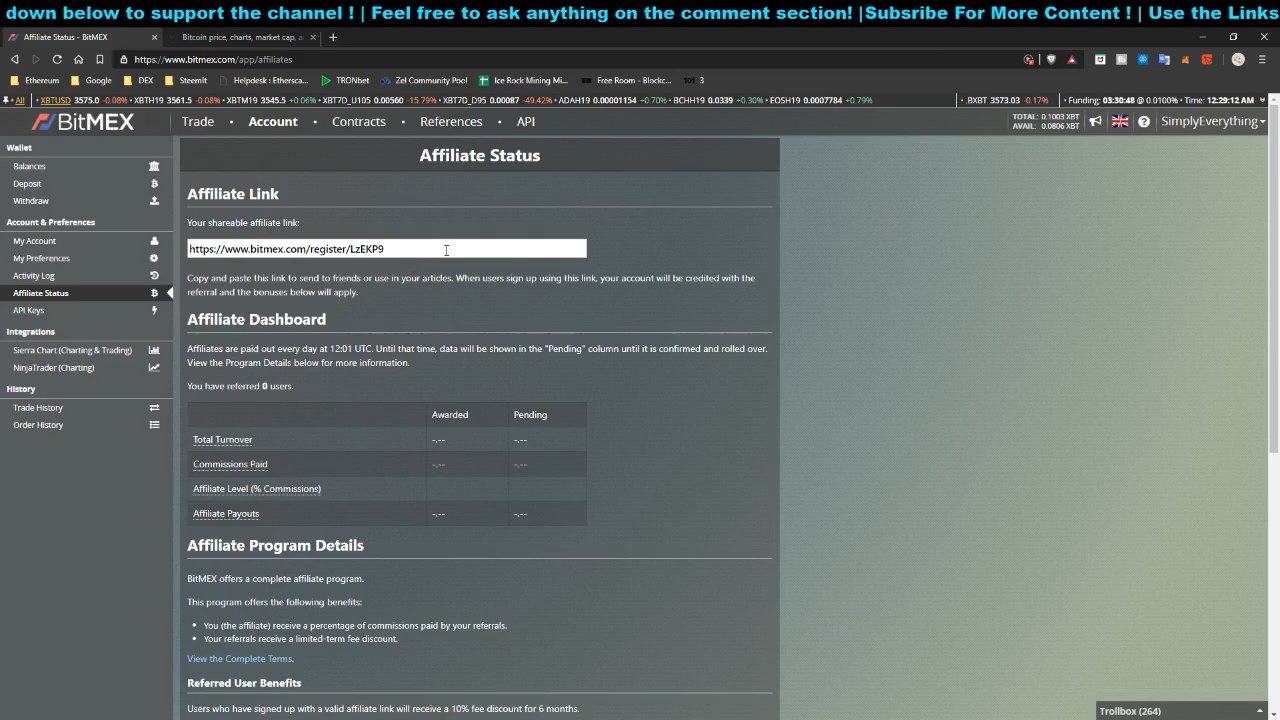 down below to support the channel ! | Feel free to ask anything on the comment section! |Subsribe For More Content ! | Use the Links
Affiliate Status - BitMEX
Bitcoin price, charts, market cap, a
https://www.bitmex.com/app/affiliates
Ethereum Google DEX SteemIt Helpdesk : Ethersca... TRONbet Zel Community Pool Ice Rock Mining Mi... Free Room - Blockc... 101 3
All XBTUSD 3575.0 -0.08% • XBTH19 3561.5 -0.08% • XBTM19 3545.5 +0.06% • XBT7D_U105 0.00560 -15.79% • XBT7D_D95 0.00087 -49.42% • ADAH19 0.00001154 +0.70% • BCHH19 0.0339 +0.30% • EOSH19 0.0007784 +0.79%
.BXBT 3573.03 -0.17% • Funding: 03:30:48 @ 0.0100% • Time: 12:29:12 AM
BitMEX
Trade • Account • Contracts • References • API
TOTAL: 0.1003 XBT
AVAIL: 0.0806 XBT
SimplyEverything
Wallet
Balances
Deposit
Withdraw
Account & Preferences
My Account
My Preferences
Activity Log
Affiliate Status
API Keys
Integrations
Sierra Chart (Charting & Trading)
NinjaTrader (Charting)
History
Trade History
Order History
Affiliate Status
Affiliate Link
Your shareable affiliate link:
https://www.bitmex.com/register/LzEKP9
Copy and paste this link to send to friends or use in your articles. When users sign up using this link, your account will be credited with the
referral and the bonuses below will apply.
Affiliate Dashboard
Affiliates are paid out every day at 12:01 UTC. Until that time, data will be shown in the "Pending" column until it is confirmed and rolled over.
View the Program Details below for more information.
You have referred 0 users.
Awarded Pending
Total Turnover -.-- -.--
Commissions Paid -.-- -.--
Affiliate Level (% Commissions)
Affiliate Payouts -.-- -.--
Affiliate Program Details
BitMEX offers a complete affiliate program.
This program offers the following benefits:
• You (the affiliate) receive a percentage of commissions paid by your referrals.
• Your referrals receive a limited-term fee discount.
View the Complete Terms.
Referred User Benefits
Users who have signed up with a valid affiliate link will receive a 10% fee discount for 6 months.
Trollbox (264)